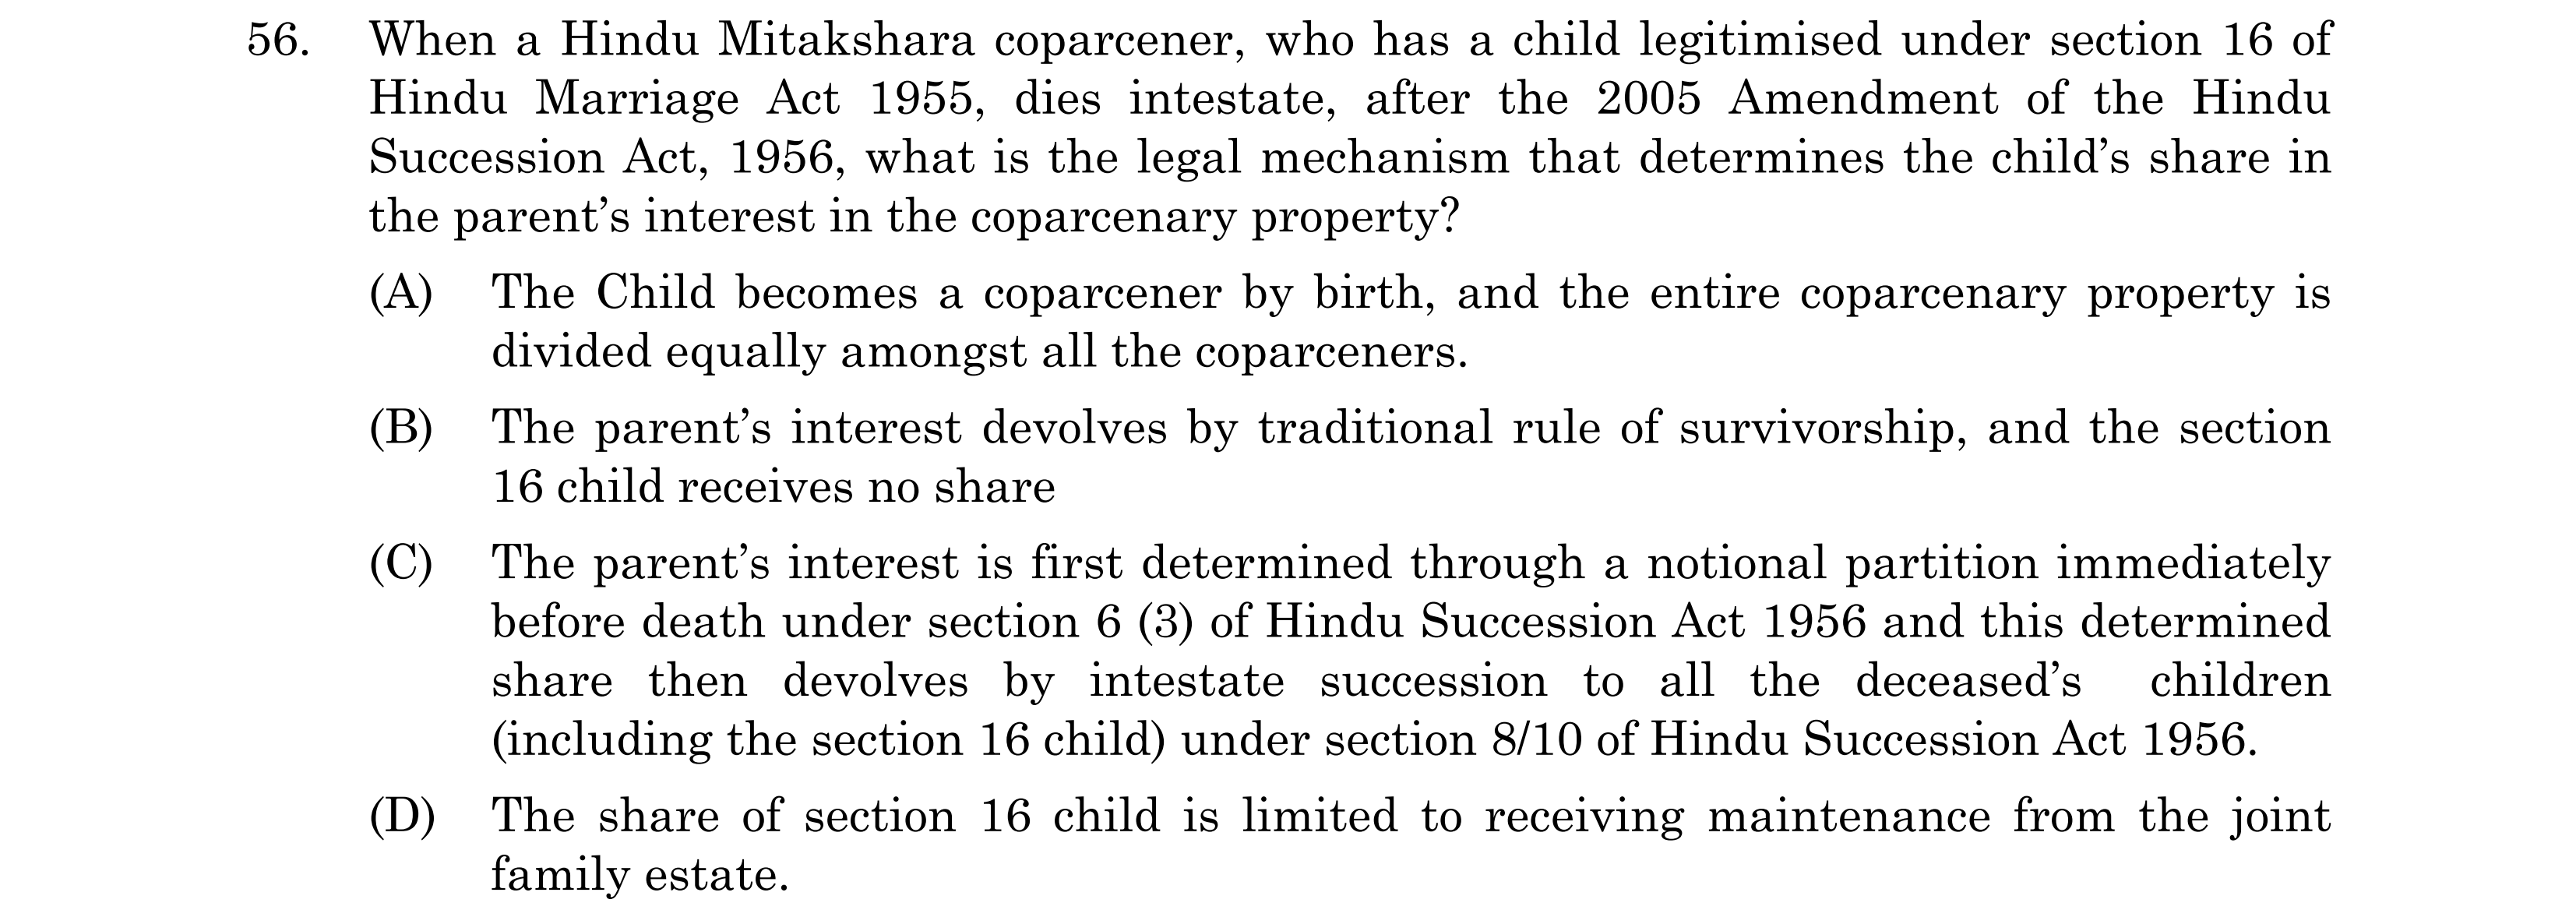 56. When a Hindu Mitakshara coparcener, who has a child legitimised under section 16 of
Hindu Marriage Act 1955, dies intestate, after the 2005 Amendment of the Hindu
Succession Act, 1956, what is the legal mechanism that determines the child’s share in
the parent’s interest in the coparcenary property?
(A) The Child becomes a coparcener by birth, and the entire coparcenary property is
divided equally amongst all the coparceners.
(B) The parent’s interest devolves by traditional rule of survivorship, and the section
16 child receives no share
(C) The parent’s interest is first determined through a notional partition immediately
before death under section 6 (3) of Hindu Succession Act 1956 and this determined
share then devolves by intestate succession to all the deceased’s children
(including the section 16 child) under section 8/10 of Hindu Succession Act 1956.
(D) The share of section 16 child is limited to receiving maintenance from the joint
family estate.